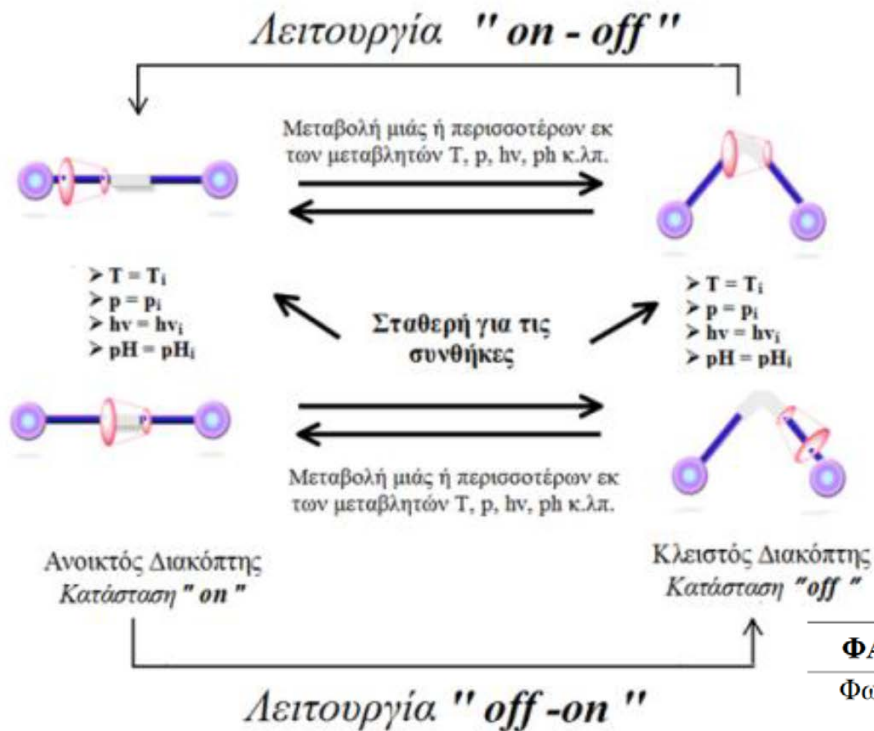 Λειτουργία " on - off "
Μεταβολή μιάς ή περισσοτέρων εκ
των μεταβλητών T, p, hv, ph κ.λπ.
➤ T = Tᵢ
➤ p = pᵢ
➤ hv = hvᵢ
➤ pH = pHᵢ
Σταθερή για τις
συνθήκες
➤ T = Tᵢ
➤ p = pᵢ
➤ hv = hvᵢ
➤ pH = pHᵢ
Μεταβολή μιάς ή περισσοτέρων εκ
των μεταβλητών T, p, hv, ph κ.λπ.
Ανοικτός Διακόπτης
Κατάσταση " on "
Κλειστός Διακόπτης
Κατάσταση "off "
Λειτουργία " off -on "